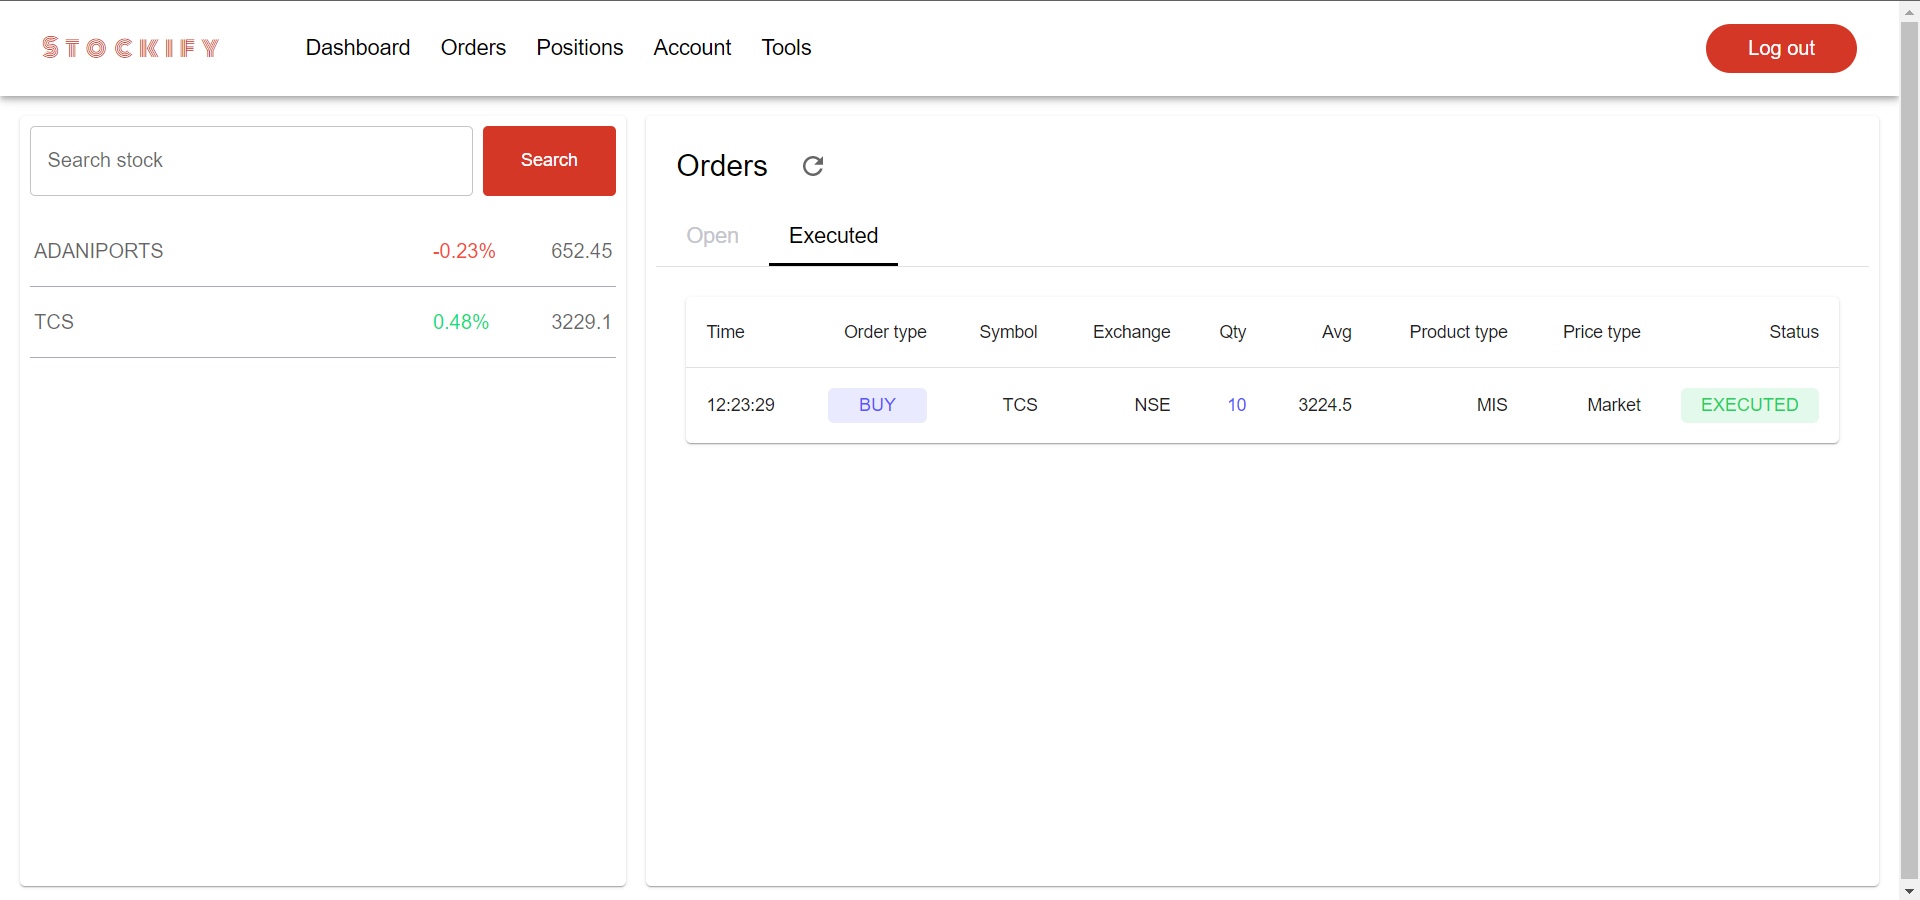 STOCKIFY Dashboard Orders Positions Account Tools Log out
Search stock Search
ADANIPORTS -0.23% 652.45
TCS 0.48% 3229.1
Orders
Open Executed
Time Order type Symbol Exchange Qty Avg Product type Price type Status
12:23:29 BUY TCS NSE 10 3224.5 MIS Market EXECUTED